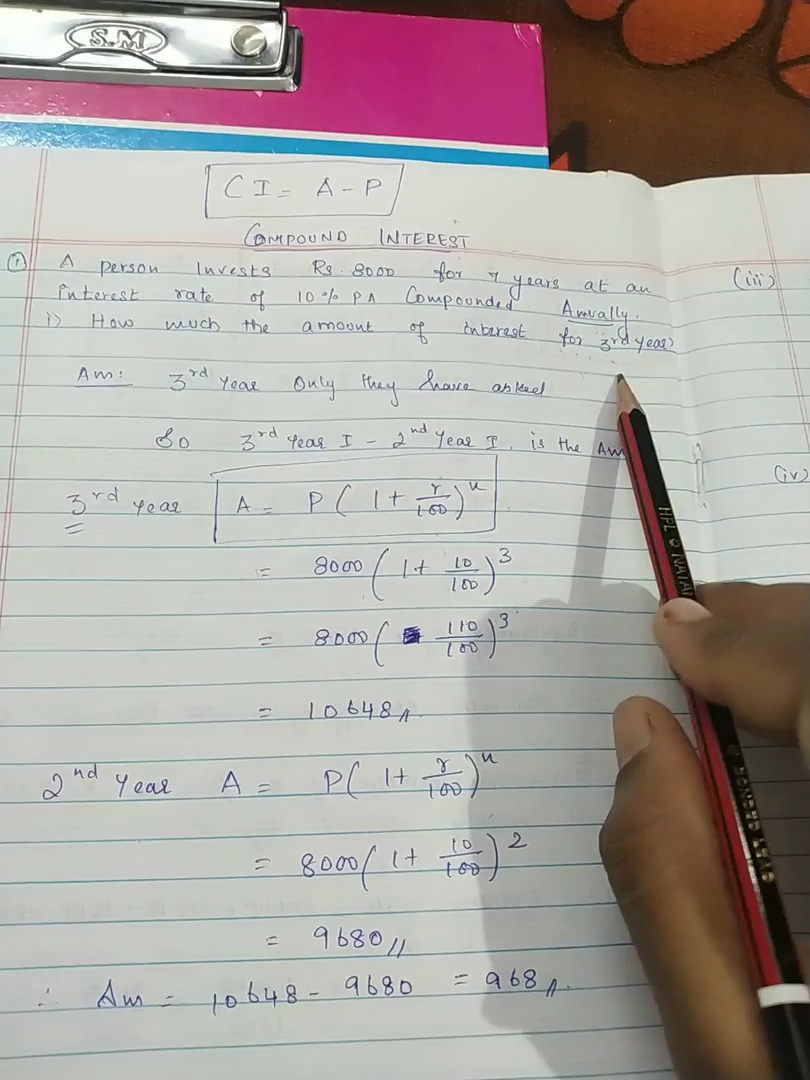 S.M
CI = A - P
COMPOUND INTEREST
① A person Invests Rs. 8000 for 7 years at an
interest rate of 10% PA Compounded Annually.
i) How much the amount of interest for 3rd year
Ans: 3rd Year Only they have asked
So 3rd Year I - 2nd Year I. is the Ans
3rd Year A = P(1 + r/100)^n
= 8000(1 + 10/100)^3
= 8000(110/100)^3
= 10648//.
2nd Year A = P(1 + r/100)^n
= 8000(1 + 10/100)^2
= 9680//
∴ Ans = 10648 - 9680 = 968//.
(iii)
(iv)
HPL NATAR